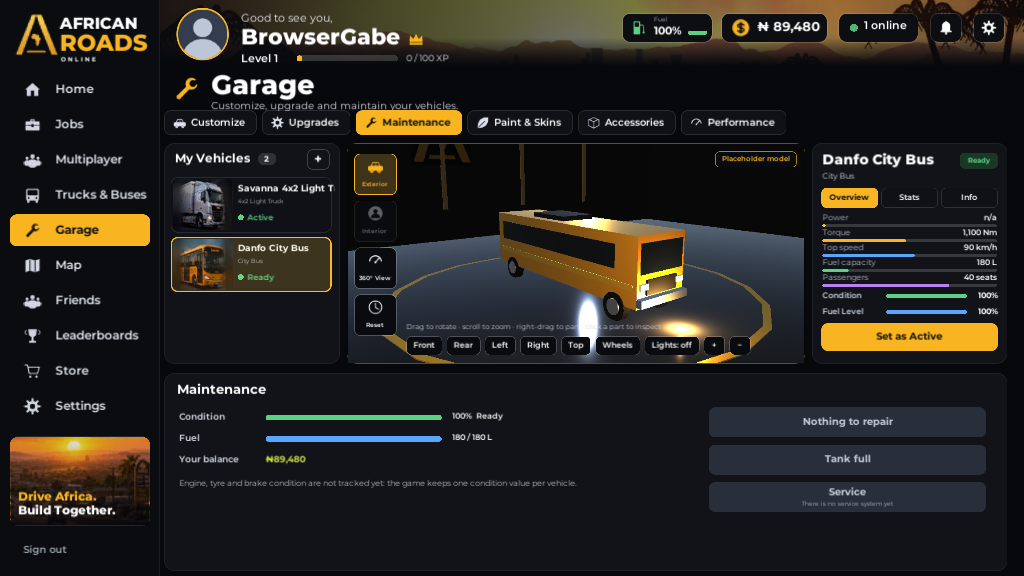 AFRICAN
ROADS
ONLINE
Home
Jobs
Multiplayer
Trucks & Buses
Garage
Map
Friends
Leaderboards
Store
Settings
Drive Africa.
Build Together.
Sign out
Good to see you,
BrowserGabe
Level 1
0 / 100 XP
Fuel
100%
₦ 89,480
1 online
Garage
Customize, upgrade and maintain your vehicles.
Customize
Upgrades
Maintenance
Paint & Skins
Accessories
Performance
My Vehicles 2
+
Savanna 4x2 Light T
4x2 Light Truck
Active
Danfo City Bus
City Bus
Ready
Exterior
Interior
360° View
Reset
Placeholder model
Drag to rotate · scroll to zoom · right-drag to pan · click a part to inspect
Front
Rear
Left
Right
Top
Wheels
Lights: off
+
−
Danfo City Bus
Ready
City Bus
Overview
Stats
Info
Power n/a
Torque 1,100 Nm
Top speed 90 km/h
Fuel capacity 180 L
Passengers 40 seats
Condition 100%
Fuel Level 100%
Set as Active
Maintenance
Condition 100% Ready
Fuel 180 / 180 L
Your balance ₦89,480
Engine, tyre and brake condition are not tracked yet: the game keeps one condition value per vehicle.
Nothing to repair
Tank full
Service
There is no service system yet